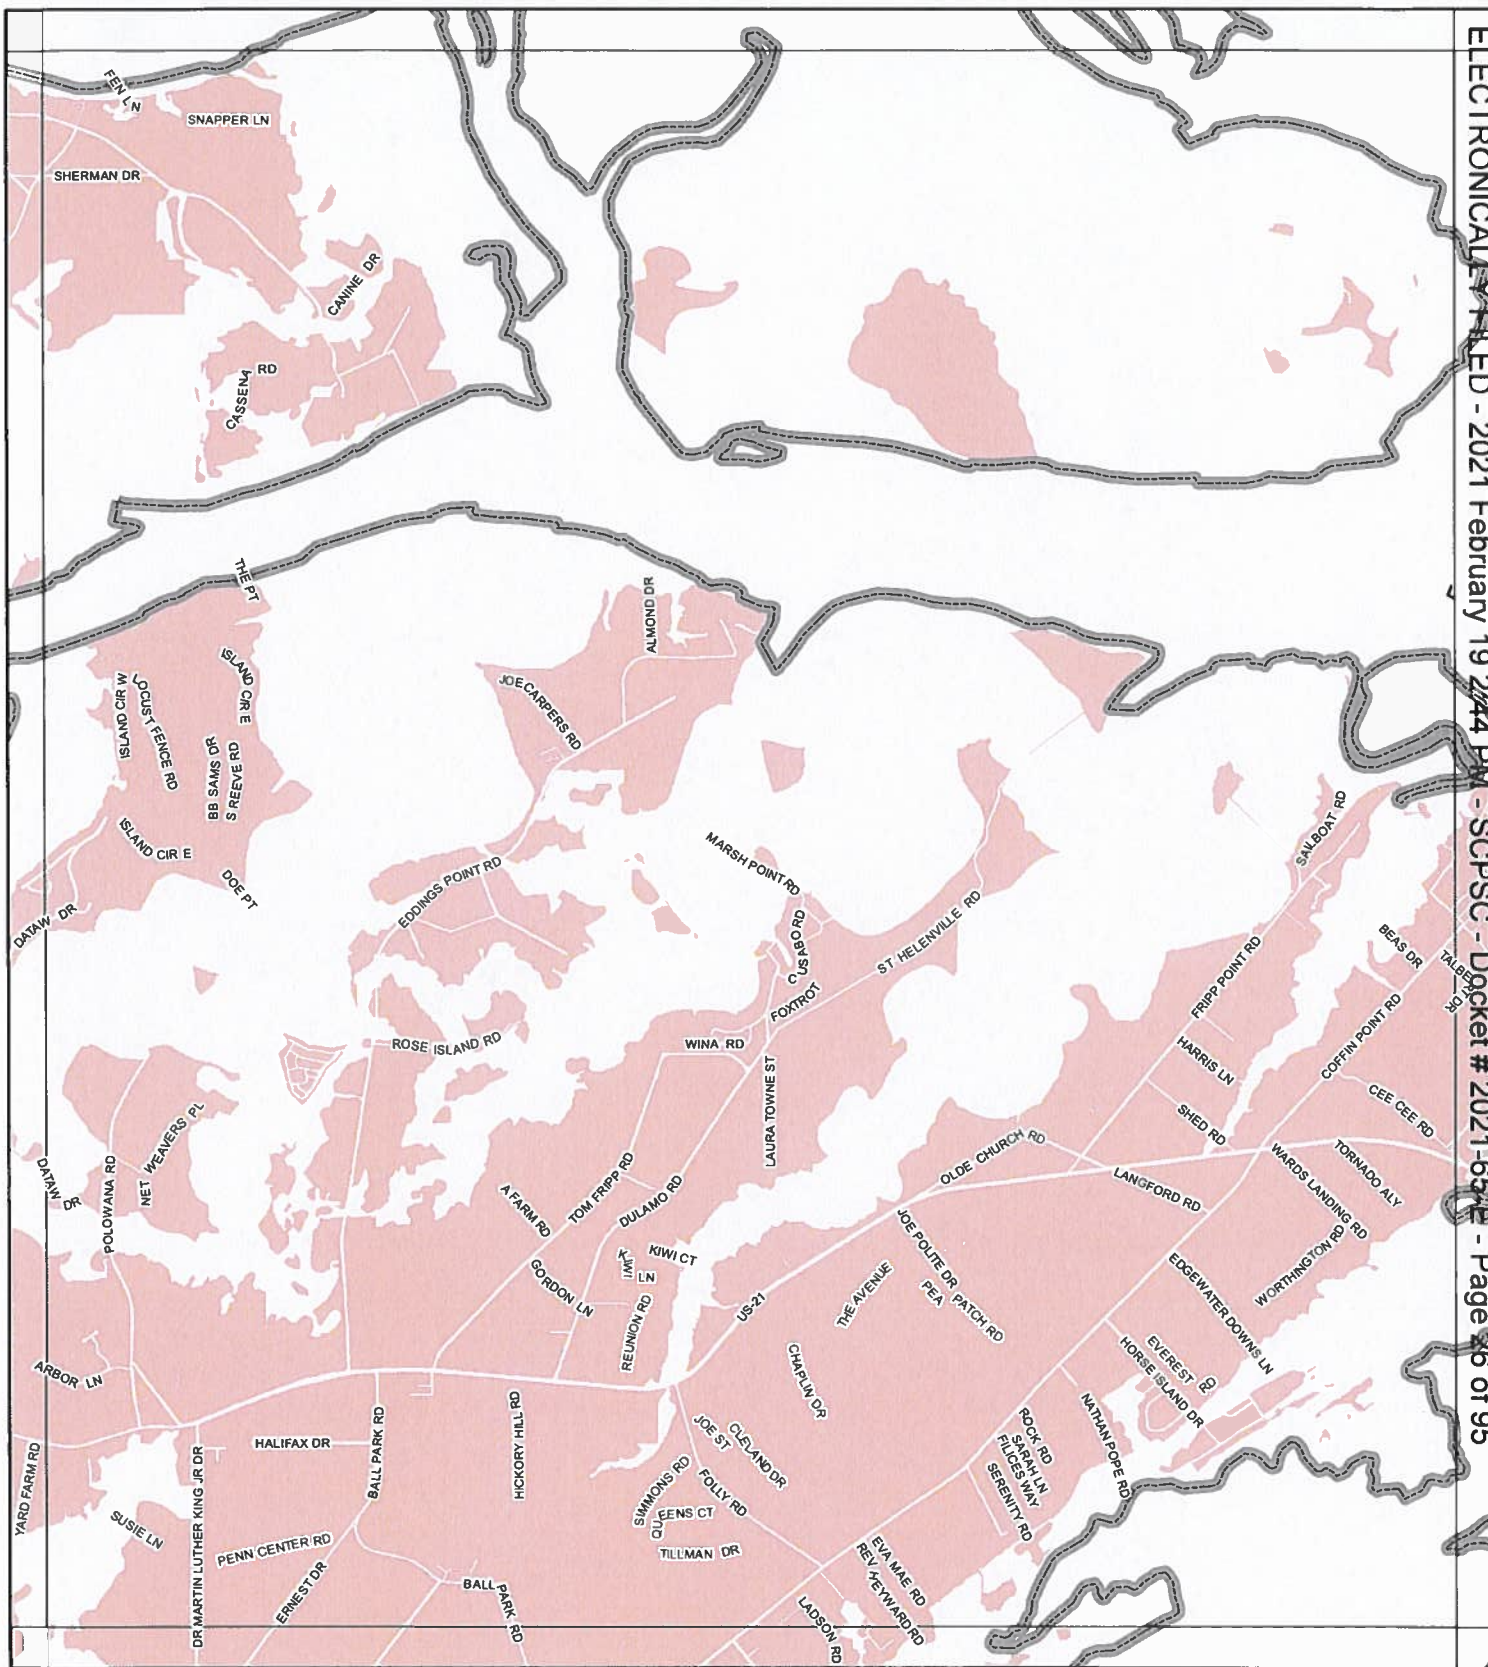 FEN LN
SNAPPER LN
SHERMAN DR
CANINE DR
CASSENA RD
THE PT
ISLAND CIR E
ALMOND DR
ISLAND CIR W
LOCUST FENCE RD
JOE CARPERS RD
BB SAMS DR
S REEVE RD
ISLAND CIR E
DOE PT
DATAW DR
EDDINGS POINT RD
MARSH POINT RD
CUSABO RD
ST HELENVILLE RD
FOXTROT
SAILBOAT RD
FRIPP POINT RD
BEAS DR
TALBERT DR
COFFIN POINT RD
ROSE ISLAND RD
WINA RD
LAURA TOWNE ST
HARRIS LN
SHED RD
CEE CEE RD
NET WEAVERS PL
POLOWANA RD
DATAW DR
OLDE CHURCH RD
LANGFORD RD
WARDS LANDING RD
TORNADO ALY
WORTHINGTON RD
A FARM RD
TOM FRIPP RD
DULAMO RD
KIWI CT
KIWI LN
GORDON LN
REUNION RD
US-21
JOE POLITE DR
THE AVENUE
PEA PATCH RD
EDGEWATER DOWNS LN
EVEREST RD
HORSE ISLAND DR
CHAPLIN DR
ARBOR LN
HALIFAX DR
BALL PARK RD
HICKORY HILL RD
JOE ST
CLELAND DR
SIMMONS RD
FOLLY RD
QUEENS CT
TILLMAN DR
ROCK RD
SARAH LN
FILICES WAY
SERENITY RD
NATHAN POPE RD
YARD FARM RD
SUSIE LN
DR MARTIN LUTHER KING JR DR
PENN CENTER RD
ERNEST DR
BALL PARK RD
EVA MAE RD
REV HEYWARD RD
LADSON RD
ELECTRONICALLY FILED - 2021 February 19 2:44 PM - SCPSC - Docket # 2021-65-E - Page 26 of 95